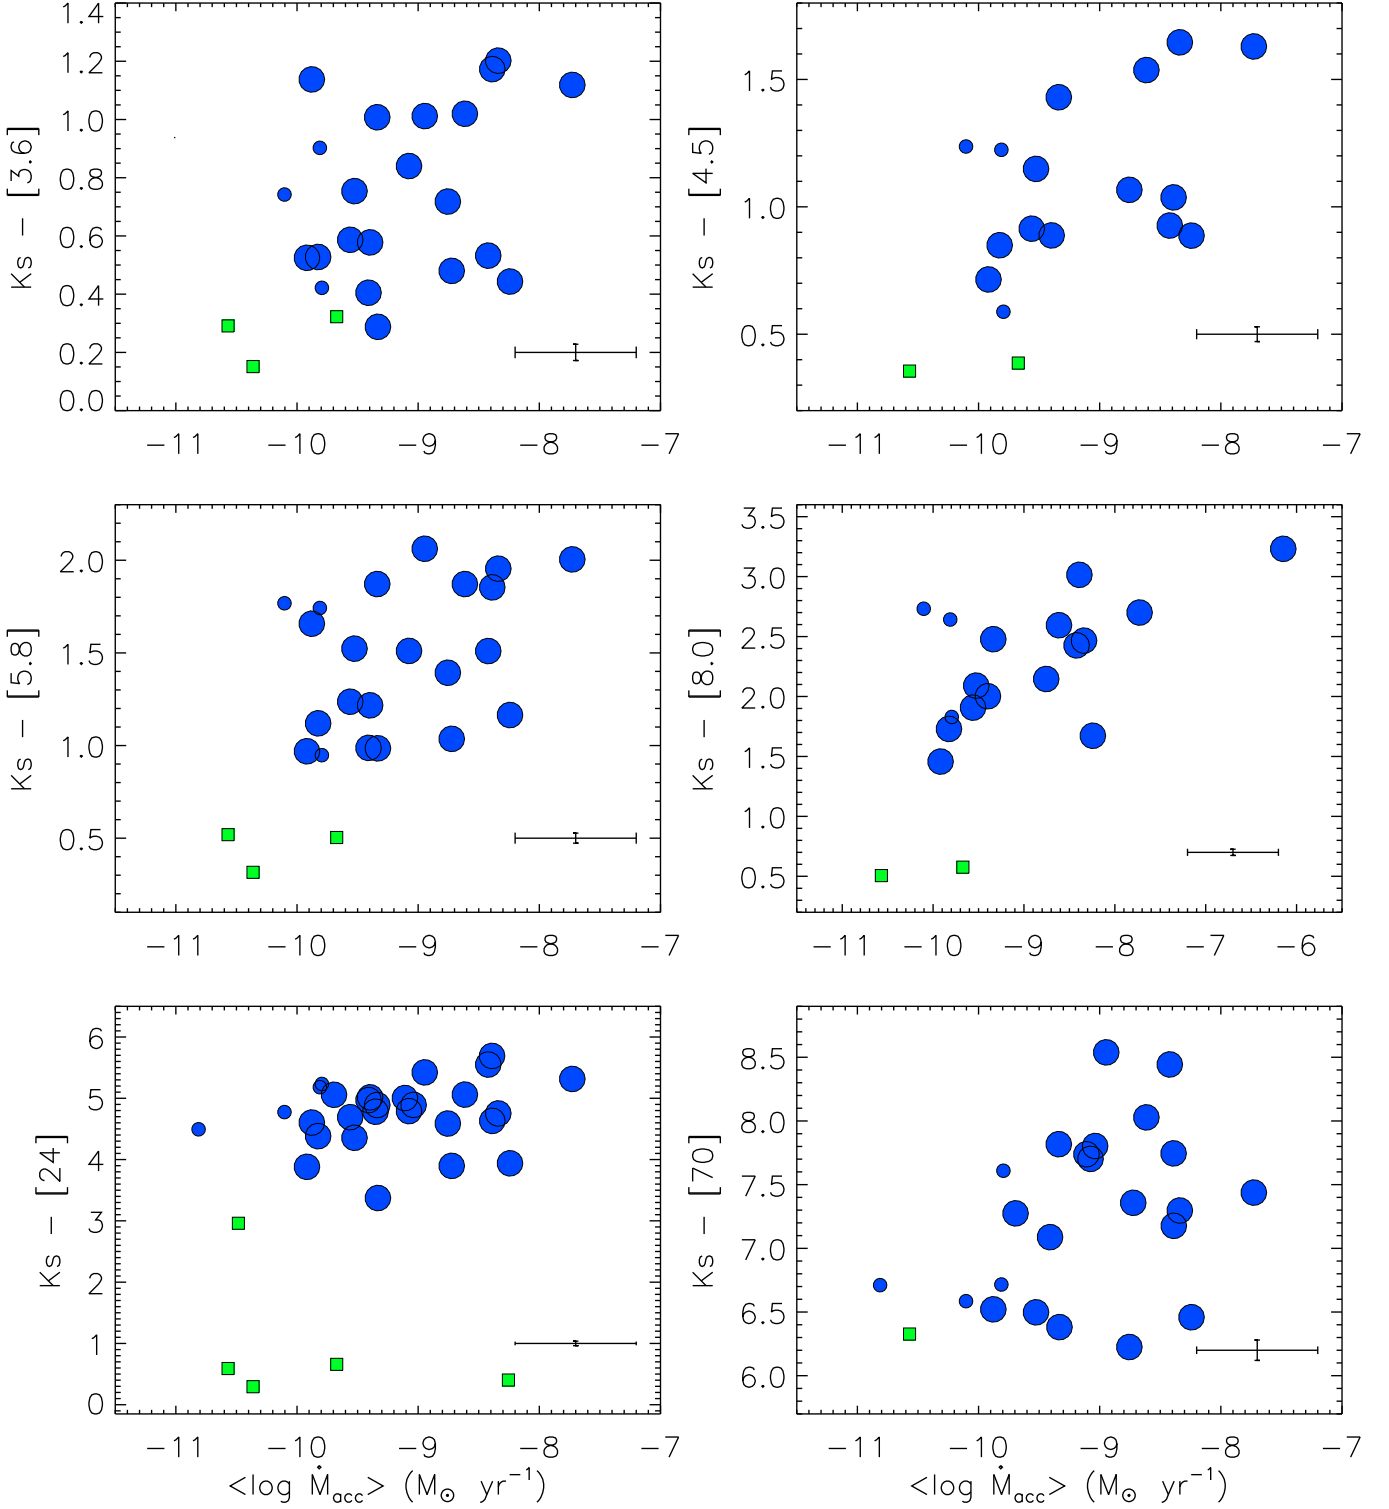 1.4
1.2
1.0
0.8
0.6
0.4
0.2
0.0
Ks − [3.6]
−11 −10 −9 −8 −7
1.5
1.0
0.5
Ks − [4.5]
−11 −10 −9 −8 −7
2.0
1.5
1.0
0.5
Ks − [5.8]
−11 −10 −9 −8 −7
3.5
3.0
2.5
2.0
1.5
1.0
0.5
Ks − [8.0]
−11 −10 −9 −8 −7 −6
6
5
4
3
2
1
0
Ks − [24]
−11 −10 −9 −8 −7
<log Ṁacc> (M⊙ yr⁻¹)
8.5
8.0
7.5
7.0
6.5
6.0
Ks − [70]
−11 −10 −9 −8 −7
<log Ṁacc> (M⊙ yr⁻¹)